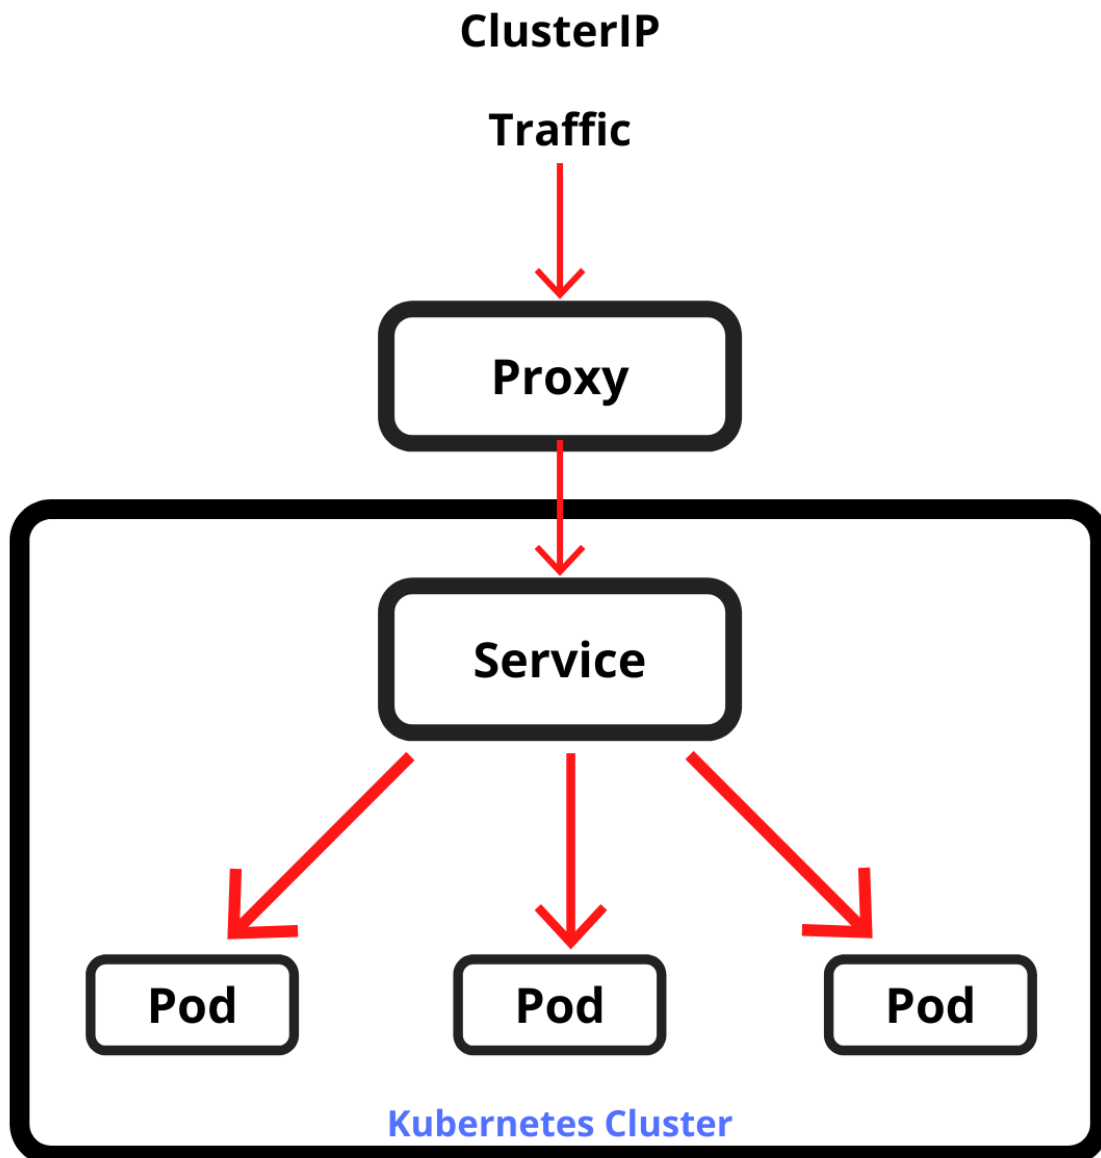 ClusterIP
Traffic
Proxy
Service
Pod
Pod
Pod
Kubernetes Cluster